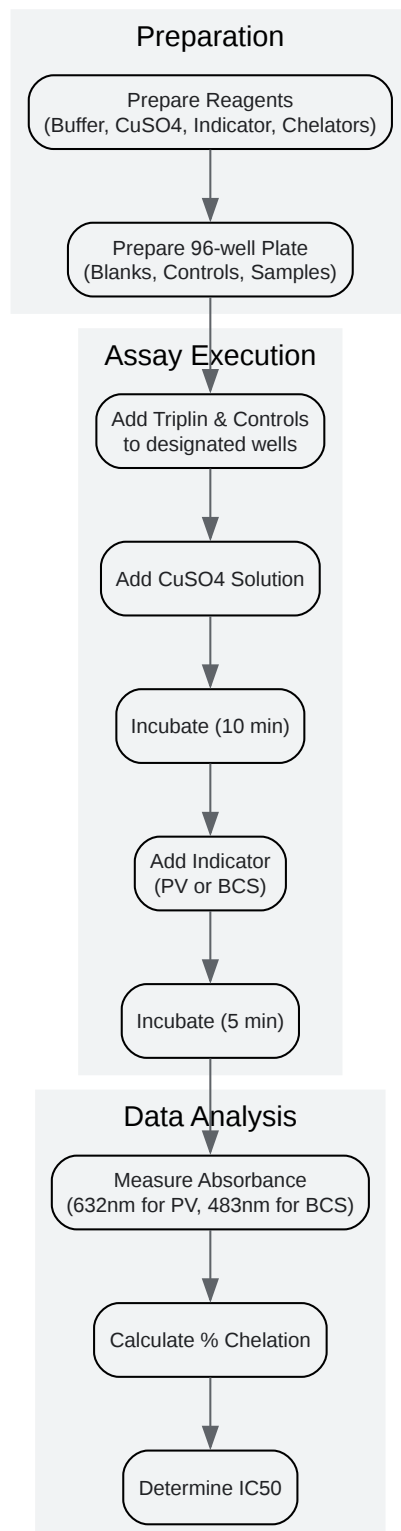 Preparation
Prepare Reagents
(Buffer, CuSO4, Indicator, Chelators)
Prepare 96-well Plate
(Blanks, Controls, Samples)
Assay Execution
Add Triplin & Controls
to designated wells
Add CuSO4 Solution
Incubate (10 min)
Add Indicator
(PV or BCS)
Incubate (5 min)
Data Analysis
Measure Absorbance
(632nm for PV, 483nm for BCS)
Calculate % Chelation
Determine IC50